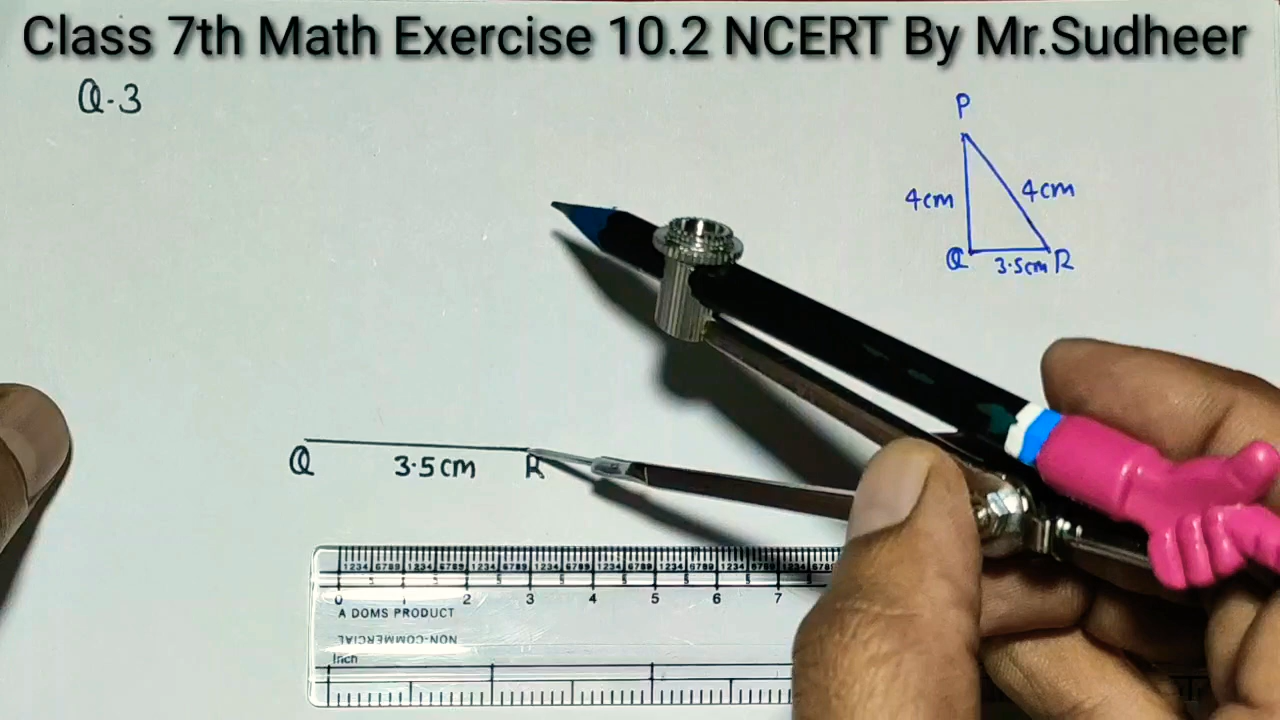 Class 7th Math Exercise 10.2 NCERT By Mr.Sudheer
Q.3
P
4cm
4cm
Q
3.5cm
R
Q
3.5cm
R
0 1 2 3 4 5 6 7
A DOMS PRODUCT
NON-COMMERCIAL
Inch